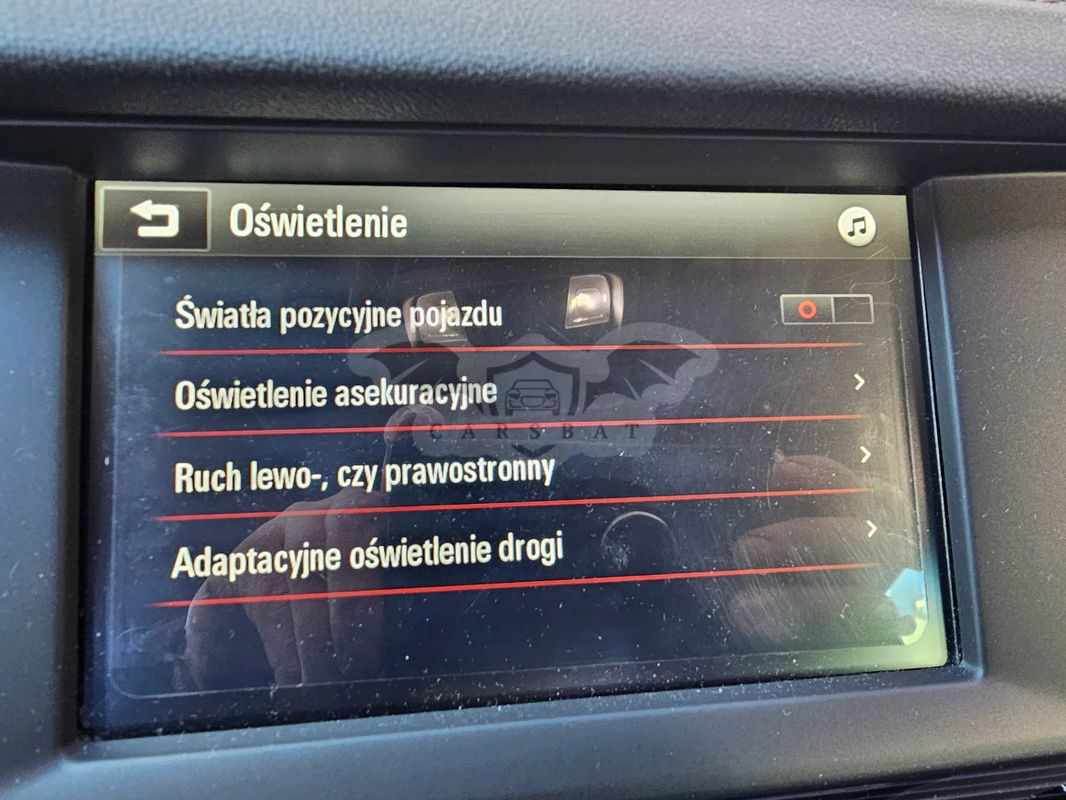 Oświetlenie
Światła pozycyjne pojazdu
Oświetlenie asekuracyjne
CARSBAT
Ruch lewo-, czy prawostronny
Adaptacyjne oświetlenie drogi